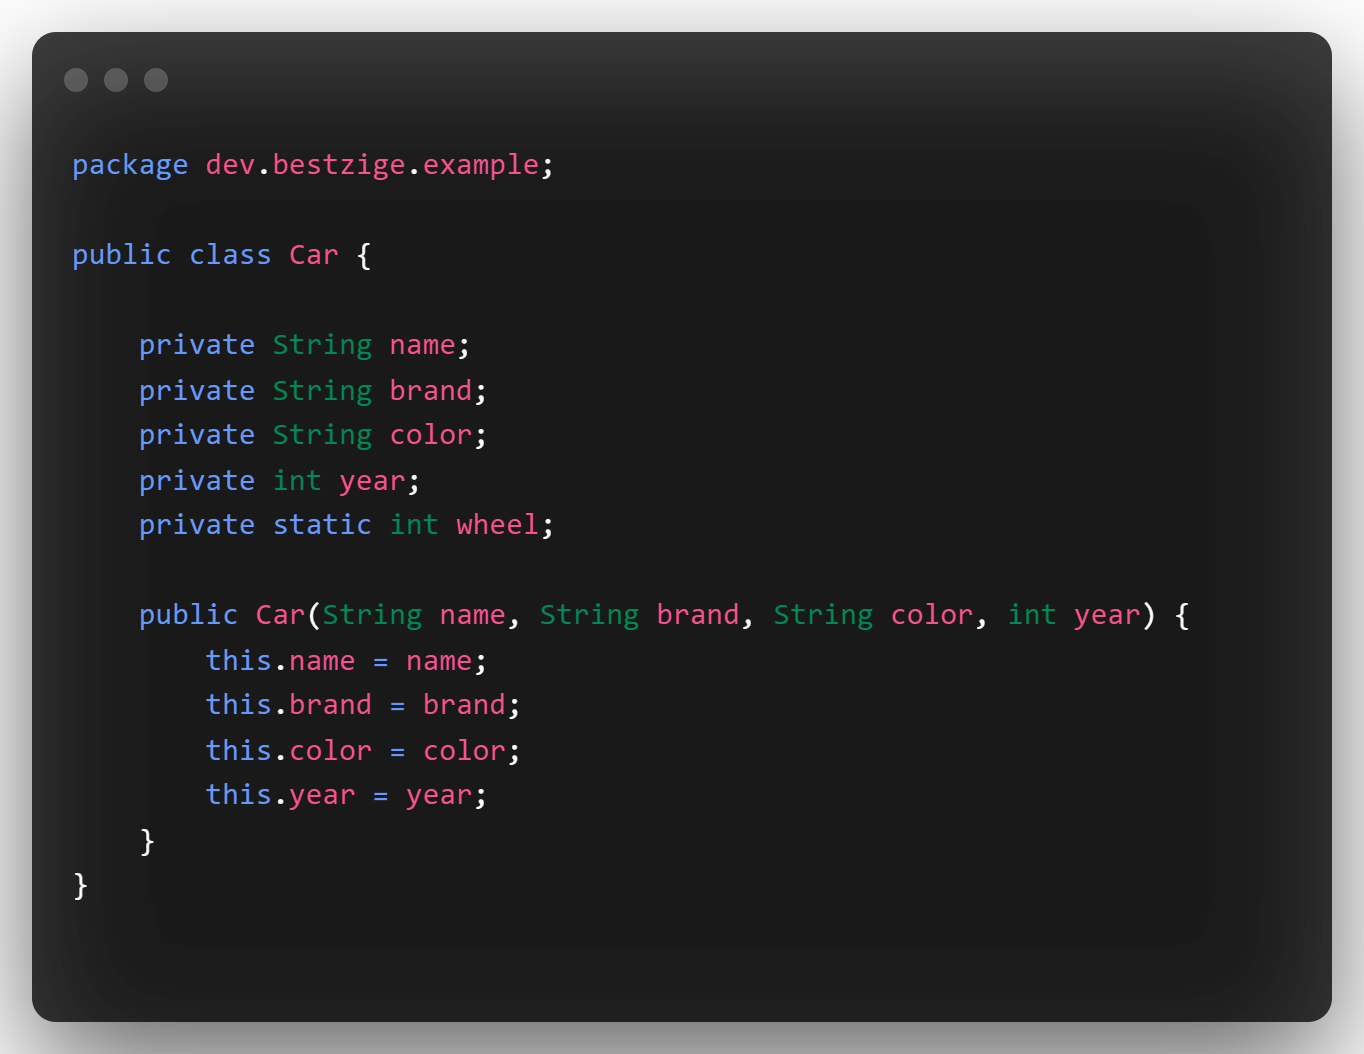 package dev.bestzige.example;

public class Car {

    private String name;
    private String brand;
    private String color;
    private int year;
    private static int wheel;

    public Car(String name, String brand, String color, int year) {
        this.name = name;
        this.brand = brand;
        this.color = color;
        this.year = year;
    }
}